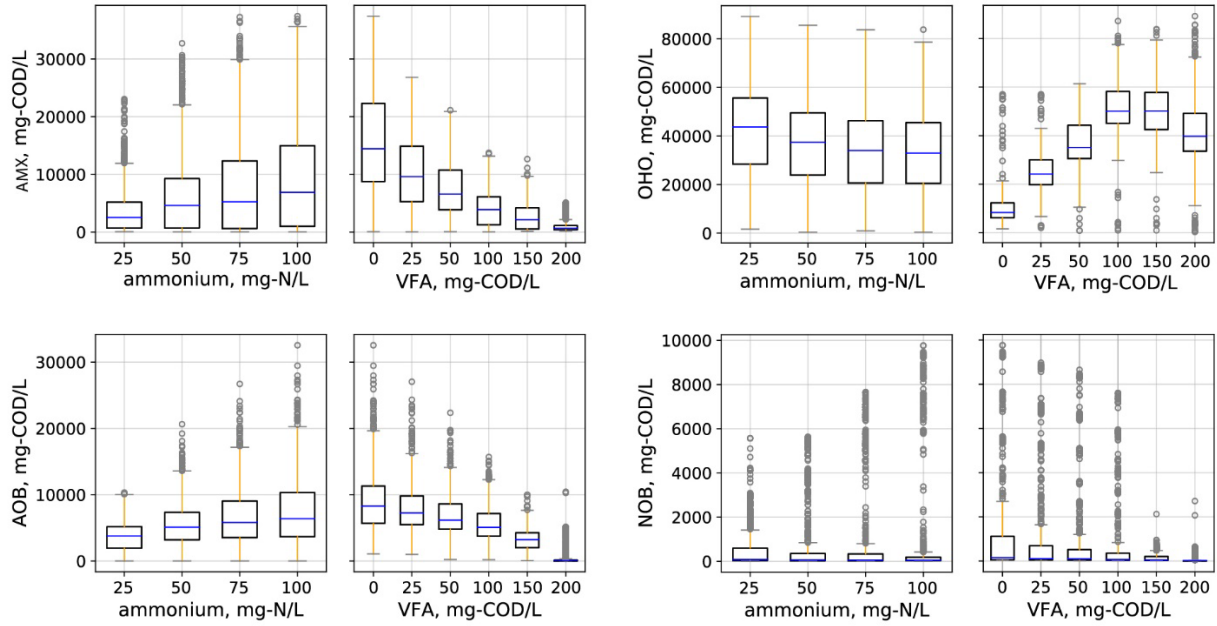 AMX, mg-COD/L
30000
20000
10000
0
25 50 75 100
ammonium, mg-N/L
0 25 50 100 150 200
VFA, mg-COD/L
OHO, mg-COD/L
80000
60000
40000
20000
0
25 50 75 100
ammonium, mg-N/L
0 25 50 100 150 200
VFA, mg-COD/L
AOB, mg-COD/L
30000
20000
10000
0
25 50 75 100
ammonium, mg-N/L
0 25 50 100 150 200
VFA, mg-COD/L
NOB, mg-COD/L
10000
8000
6000
4000
2000
0
25 50 75 100
ammonium, mg-N/L
0 25 50 100 150 200
VFA, mg-COD/L